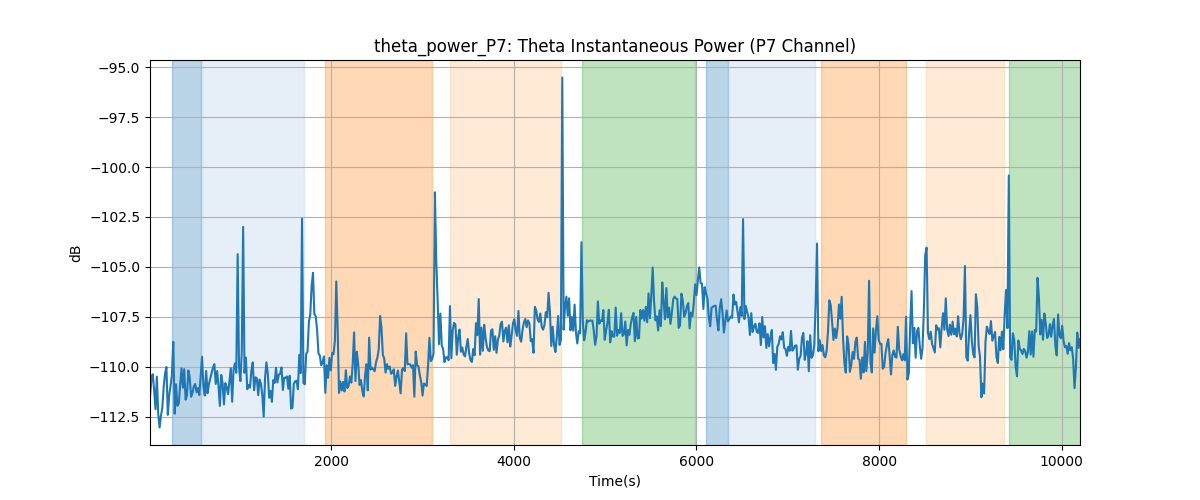 theta_power_P7: Theta Instantaneous Power (P7 Channel)
−95.0
−97.5
−100.0
−102.5
−105.0
−107.5
−110.0
−112.5
dB
2000 4000 6000 8000 10000
Time(s)